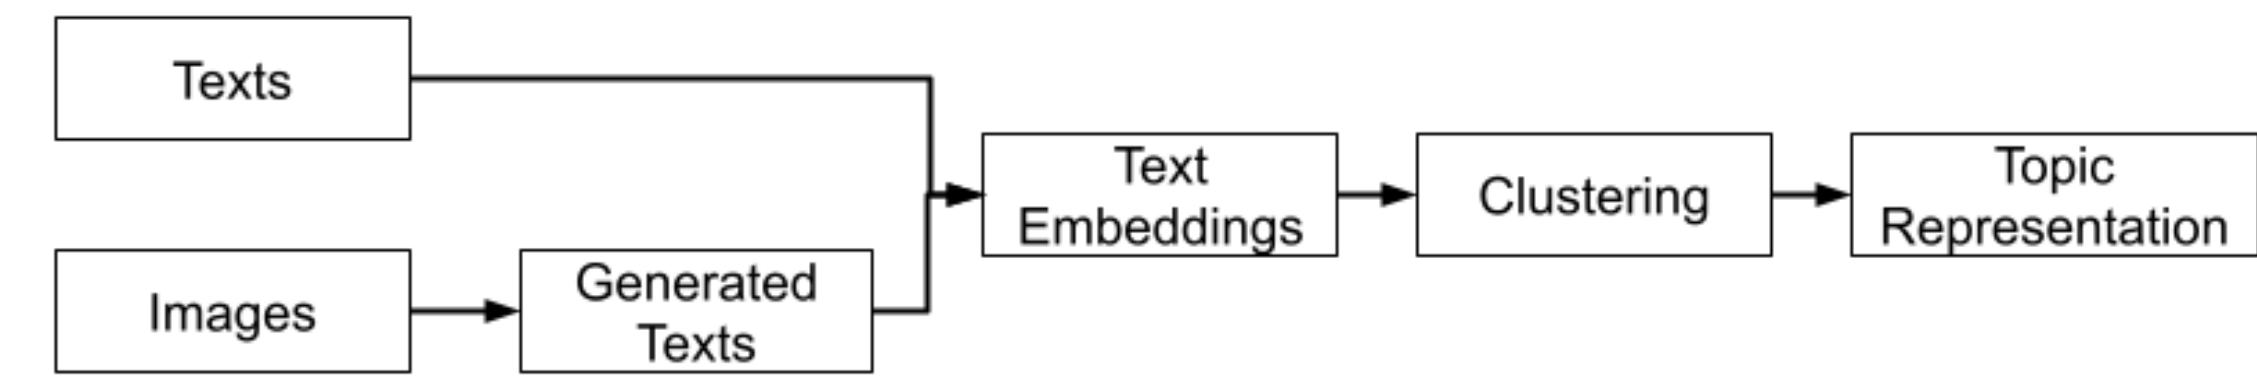 Texts
Images
Generated
Texts
Text
Embeddings
Clustering
Topic
Representation